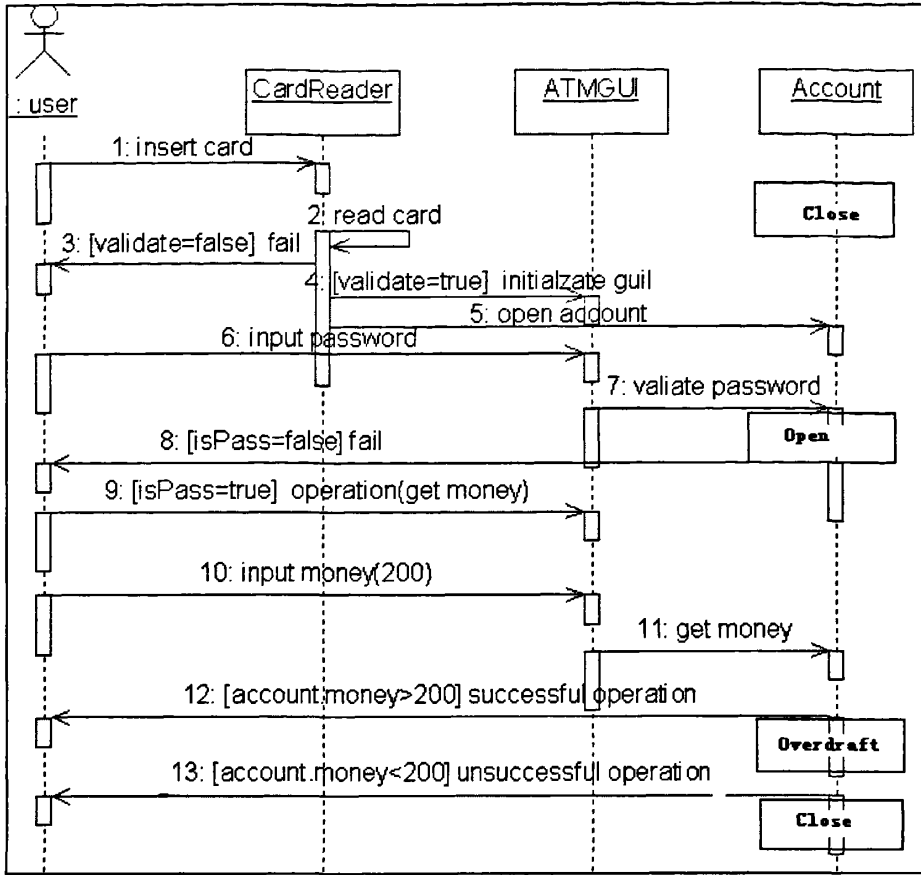 : user
CardReader
ATMGUI
Account
1: insert card
Close
2: read card
3: [validate=false] fail
4: [validate=true] initialzate guil
5: open account
6: input password
7: valiate password
Open
8: [isPass=false] fail
9: [isPass=true] operation(get money)
10: input money(200)
11: get money
12: [account.money>200] successful operation
Overdraft
13: [account.money<200] unsuccessful operation
Close